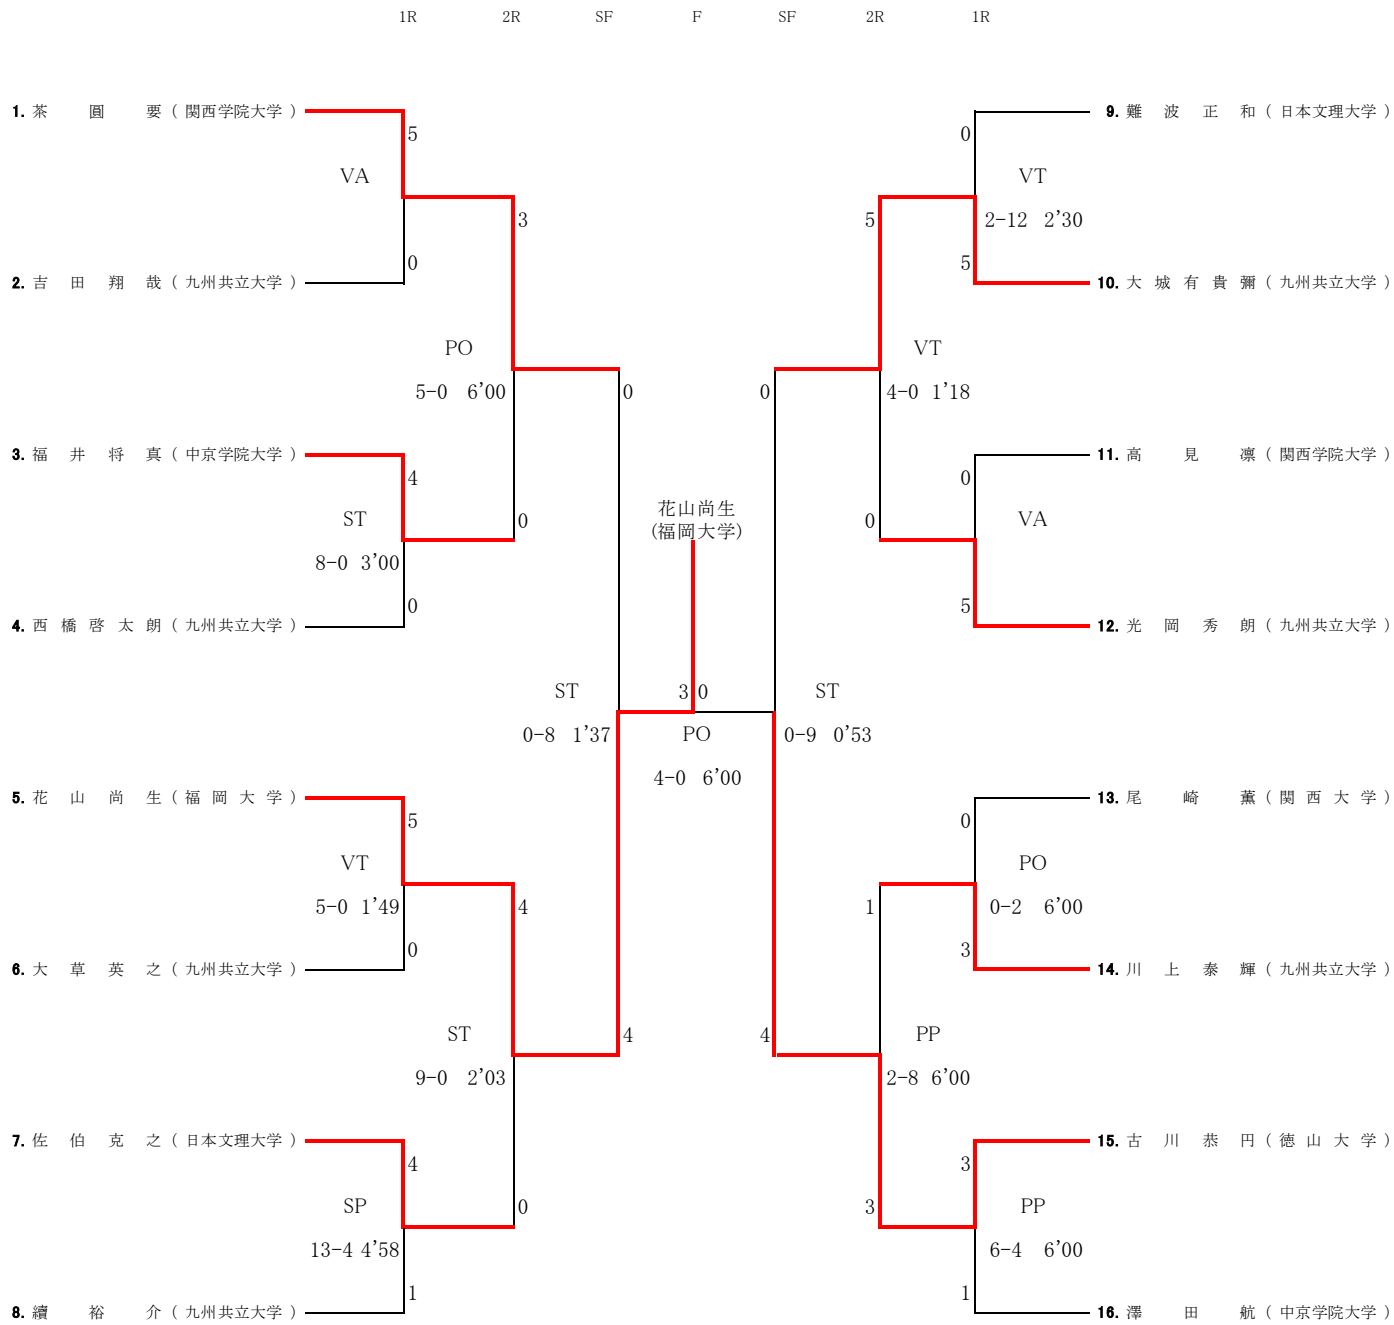 1R 2R SF F SF 2R 1R
1. 茶圓要 ( 関西学院大学 )
5
VA
0
2. 吉田翔哉 ( 九州共立大学 )
3
PO
5-0 6’00
0
3. 福井将真 ( 中京学院大学 )
4
ST
8-0 3’00
0
4. 西橋啓太朗 ( 九州共立大学 )
0
ST
0-8 1’37
4
5. 花山尚生 ( 福岡大学 )
5
VT
5-0 1’49
0
6. 大草英之 ( 九州共立大学 )
4
ST
9-0 2’03
0
7. 佐伯克之 ( 日本文理大学 )
4
SP
13-4 4’58
1
8. 續裕介 ( 九州共立大学 )
花山尚生
(福岡大学)
3 0
PO
4-0 6’00
9. 難波正和 ( 日本文理大学 )
0
VT
2-12 2’30
5
10. 大城有貴彌 ( 九州共立大学 )
5
VT
4-0 1’18
0
11. 高見凛 ( 関西学院大学 )
0
VA
5
12. 光岡秀朗 ( 九州共立大学 )
0
ST
0-9 0’53
4
13. 尾崎薫 ( 関西大学 )
0
PO
0-2 6’00
3
14. 川上泰輝 ( 九州共立大学 )
1
PP
2-8 6’00
3
15. 古川恭円 ( 徳山大学 )
3
PP
6-4 6’00
1
16. 澤田航 ( 中京学院大学 )